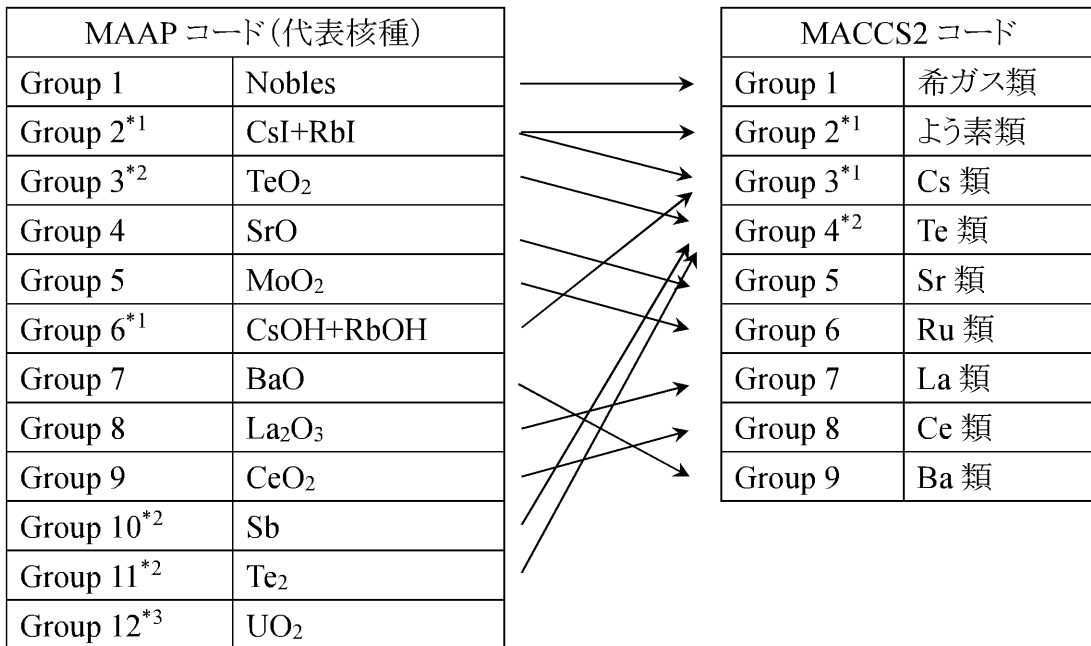 MAAP コード(代表核種)
Group 1 Nobles
Group 2*1 CsI+RbI
Group 3*2 TeO2
Group 4 SrO
Group 5 MoO2
Group 6*1 CsOH+RbOH
Group 7 BaO
Group 8 La2O3
Group 9 CeO2
Group 10*2 Sb
Group 11*2 Te2
Group 12*3 UO2
MACCS2 コード
Group 1 希ガス類
Group 2*1 よう素類
Group 3*1 Cs 類
Group 4*2 Te 類
Group 5 Sr 類
Group 6 Ru 類
Group 7 La 類
Group 8 Ce 類
Group 9 Ba 類